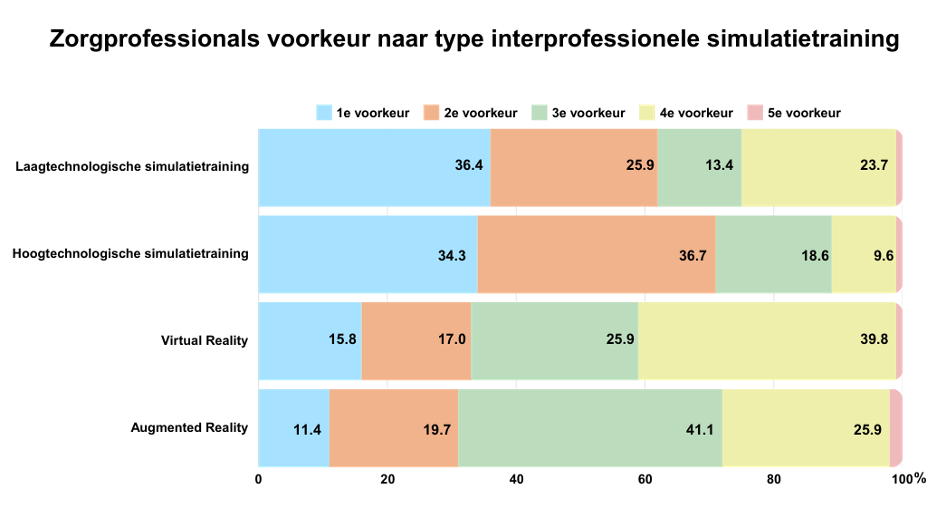 Zorgprofessionals voorkeur naar type interprofessionele simulatietraining
1e voorkeur 2e voorkeur 3e voorkeur 4e voorkeur 5e voorkeur
Laagtechnologische simulatietraining 36.4 25.9 13.4 23.7
Hoogtechnologische simulatietraining 34.3 36.7 18.6 9.6
Virtual Reality 15.8 17.0 25.9 39.8
Augmented Reality 11.4 19.7 41.1 25.9
0 20 40 60 80 100%